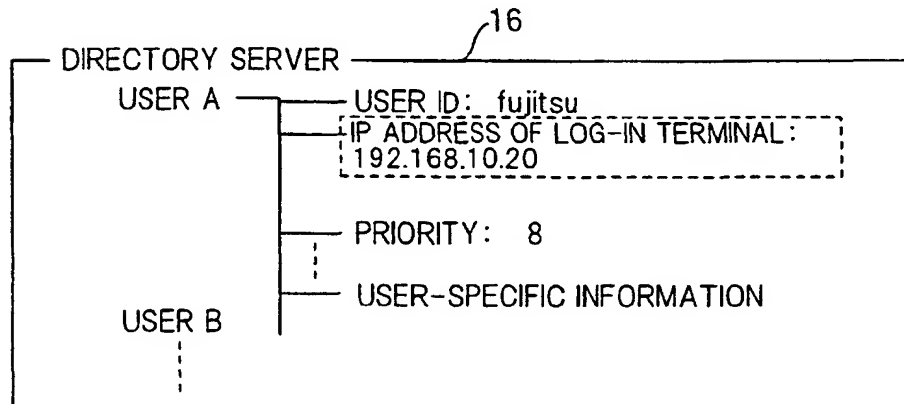 16
DIRECTORY SERVER
USER A
USER ID: fujitsu
IP ADDRESS OF LOG-IN TERMINAL:
192.168.10.20
PRIORITY: 8
USER-SPECIFIC INFORMATION
USER B